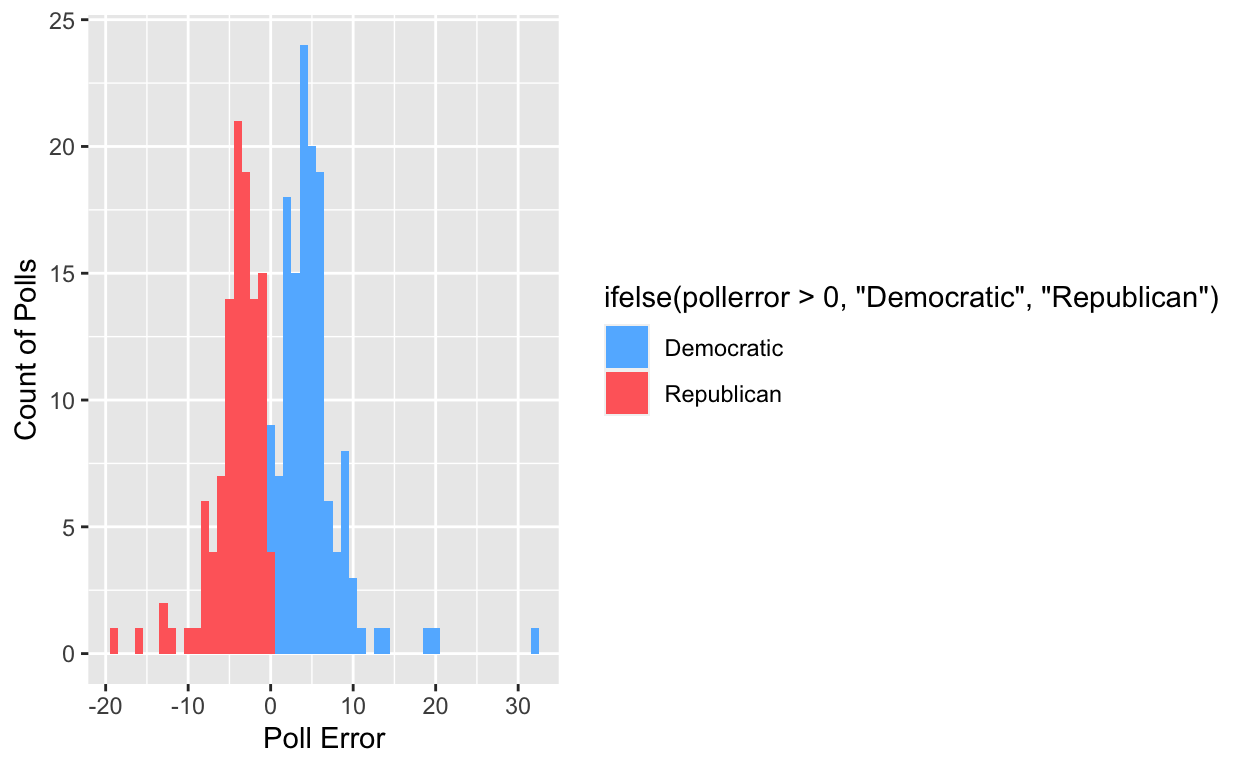 25
20
15
10
5
0
Count of Polls
-20 -10 0 10 20 30
Poll Error
ifelse(pollerror > 0, "Democratic", "Republican")
Democratic
Republican